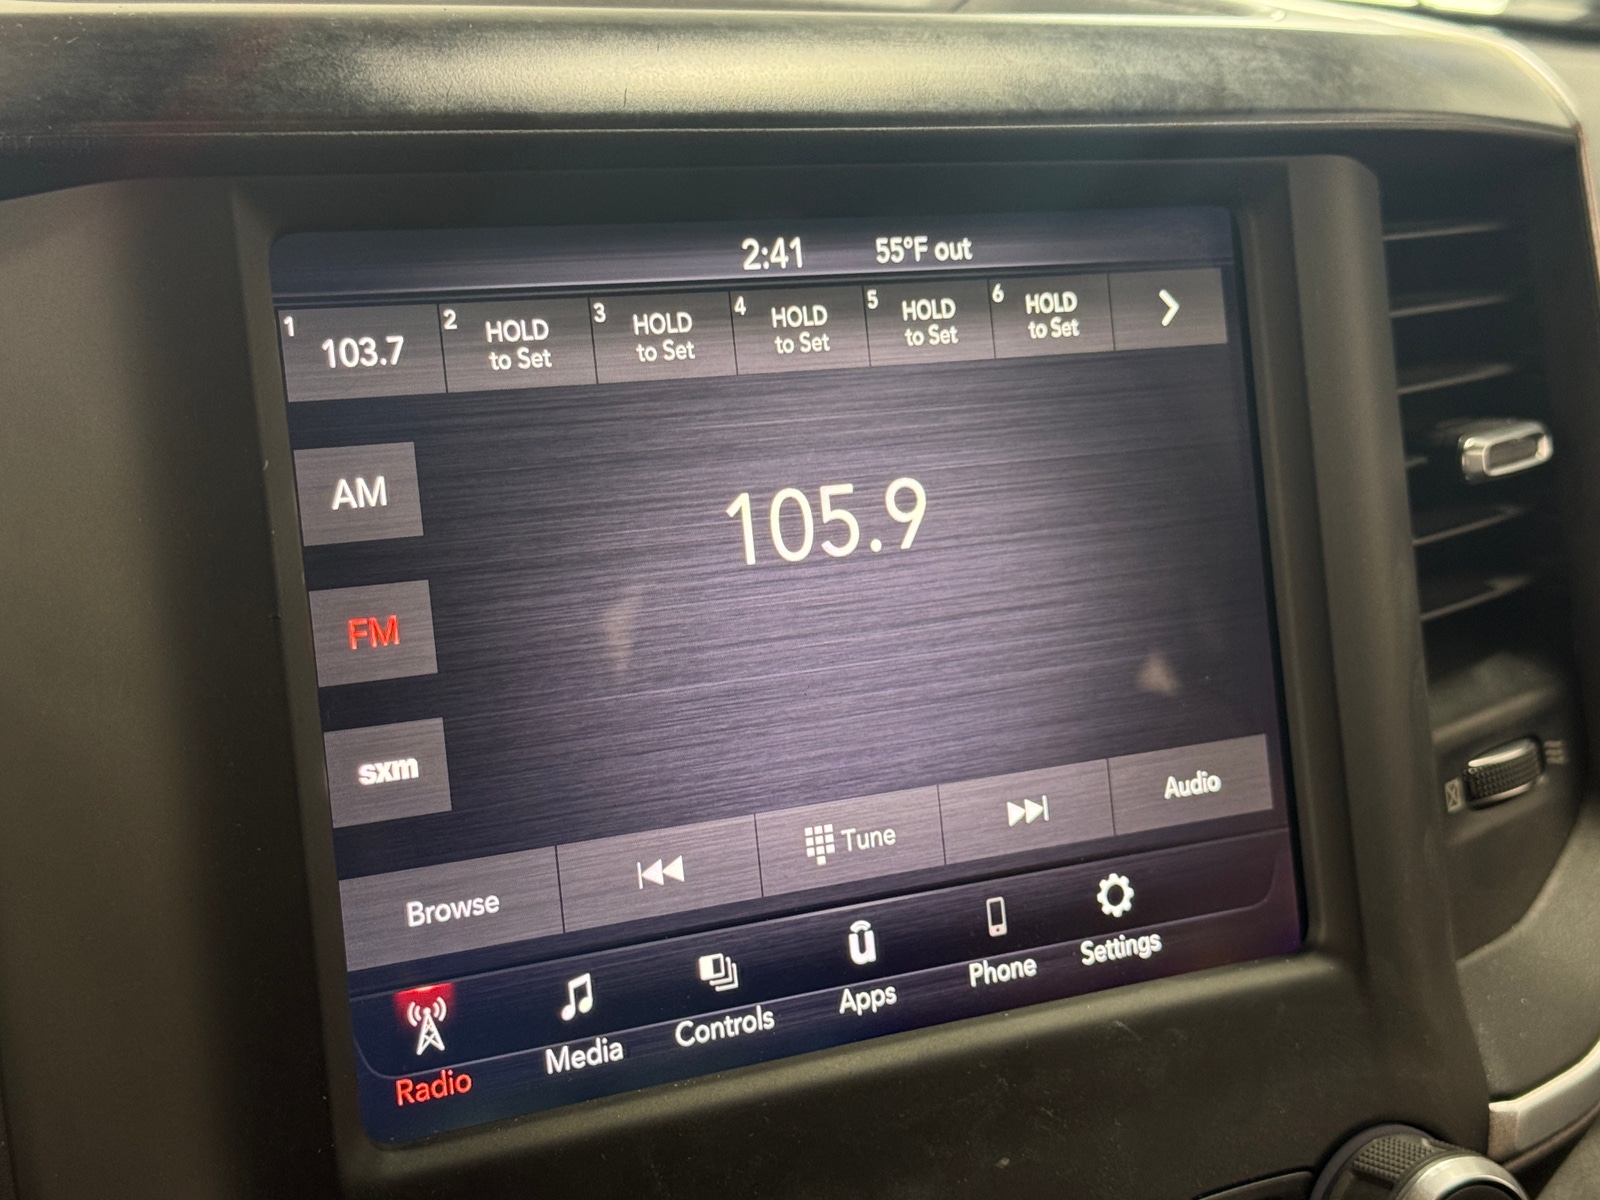 2:41 55°F out
1 103.7
2 HOLD
to Set
3 HOLD
to Set
4 HOLD
to Set
5 HOLD
to Set
6 HOLD
to Set
AM
105.9
FM
sxm
Browse
Tune
Audio
Radio
Media
Controls
Apps
Phone
Settings